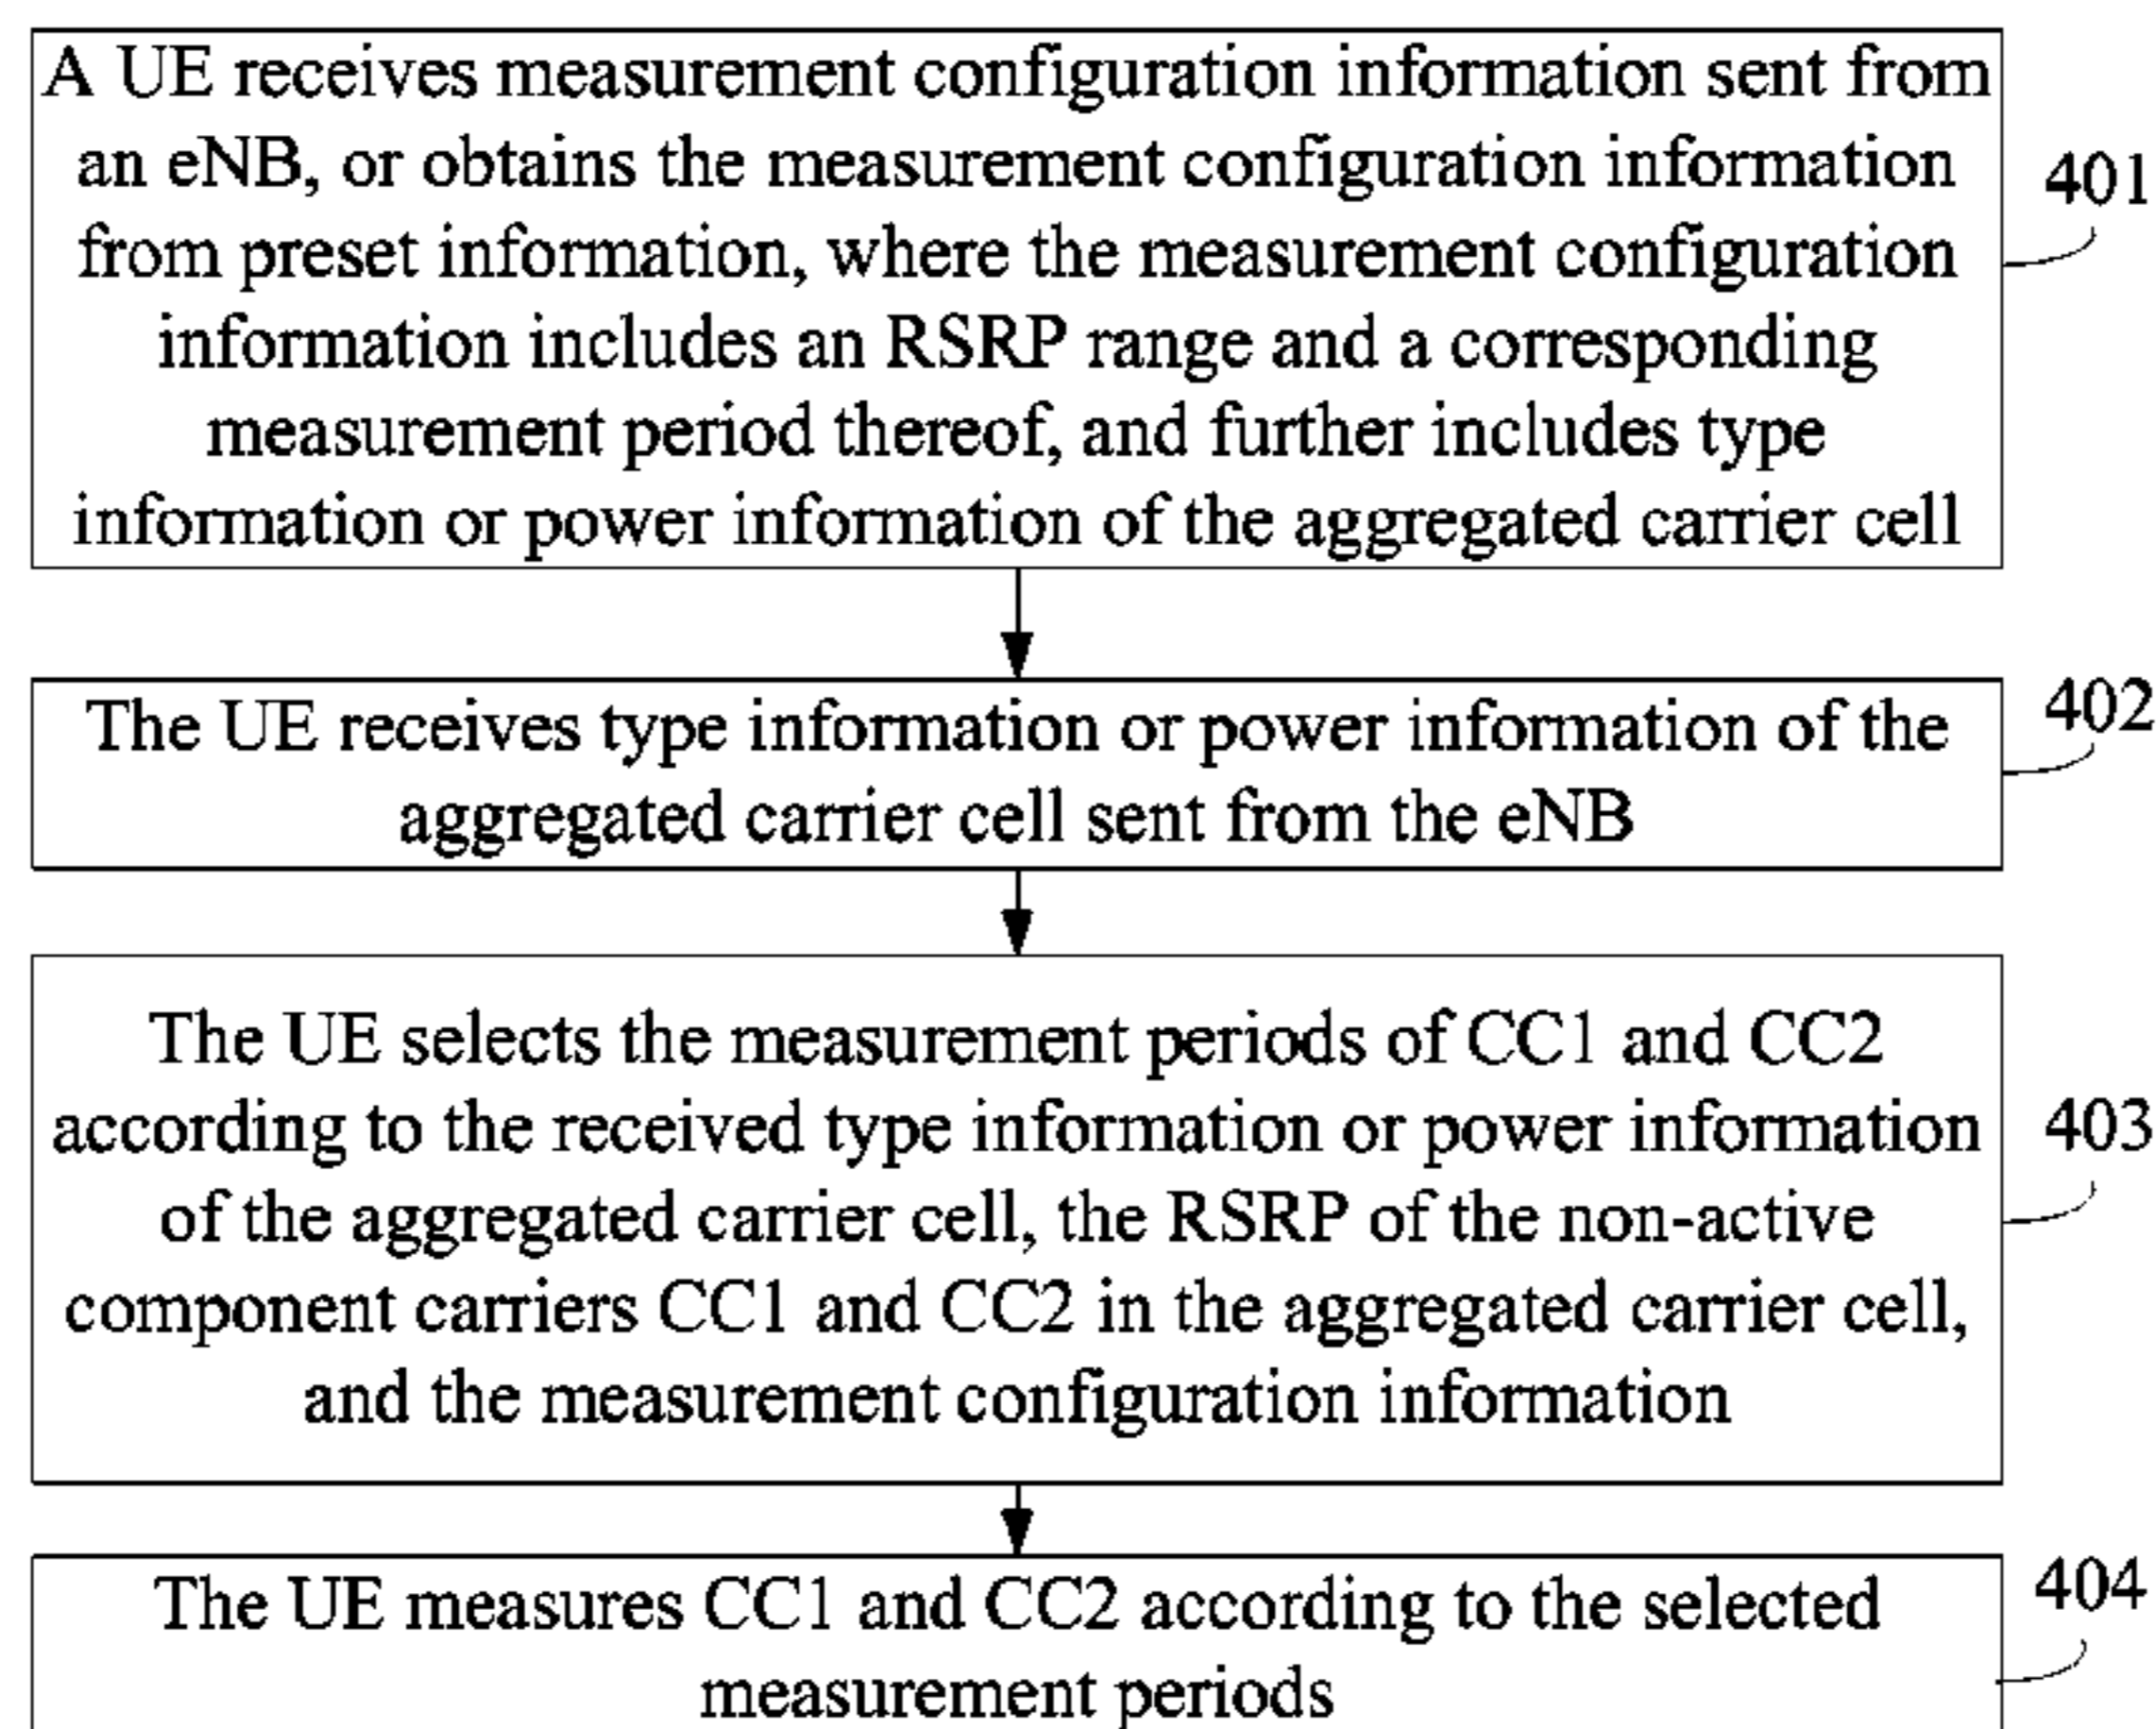 A UE receives measurement configuration information sent from
an eNB, or obtains the measurement configuration information
from preset information, where the measurement configuration
information includes an RSRP range and a corresponding
measurement period thereof, and further includes type
information or power information of the aggregated carrier cell
401
The UE receives type information or power information of the
aggregated carrier cell sent from the eNB
402
The UE selects the measurement periods of CC1 and CC2
according to the received type information or power information
of the aggregated carrier cell, the RSRP of the non-active
component carriers CC1 and CC2 in the aggregated carrier cell,
and the measurement configuration information
403
The UE measures CC1 and CC2 according to the selected
measurement periods
404